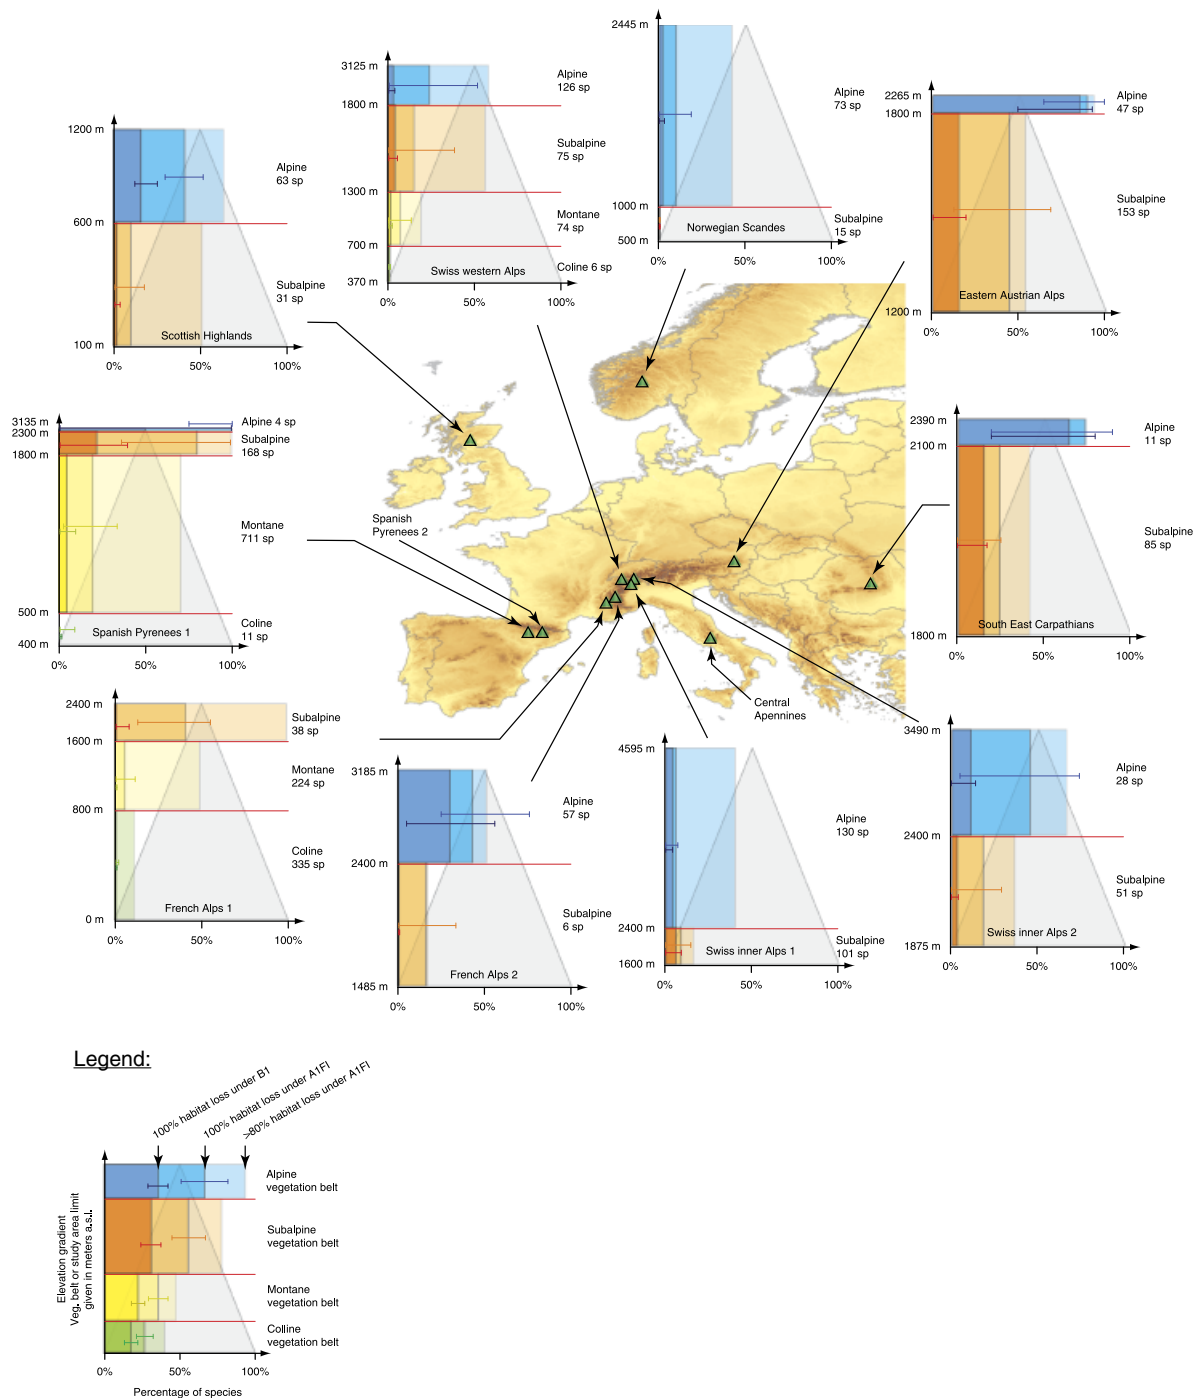 2445 m
Alpine
73 sp
1000 m
Subalpine
15 sp
500 m
Norwegian Scandes
0%
50%
100%
3125 m
Alpine
126 sp
1800 m
Subalpine
75 sp
1300 m
Montane
74 sp
700 m
Coline 6 sp
370 m
Swiss western Alps
0%
50%
100%
2265 m
Alpine
47 sp
1800 m
Subalpine
153 sp
Eastern Austrian Alps
1200 m
0%
50%
100%
1200 m
Alpine
63 sp
600 m
Subalpine
31 sp
Scottish Highlands
100 m
0%
50%
100%
3135 m
Alpine 4 sp
2300 m
Subalpine
168 sp
1800 m
Montane
711 sp
500 m
Coline
11 sp
Spanish Pyrenees 1
400 m
0%
50%
100%
Spanish
Pyrenees 2
Central
Apennines
2390 m
Alpine
11 sp
2100 m
Subalpine
85 sp
South East Carpathians
1800 m
0%
50%
100%
2400 m
Subalpine
38 sp
1600 m
Montane
224 sp
800 m
Coline
335 sp
French Alps 1
0 m
0%
50%
100%
3185 m
Alpine
57 sp
2400 m
Subalpine
6 sp
French Alps 2
1485 m
0%
50%
100%
4595 m
Alpine
130 sp
2400 m
Subalpine
101 sp
Swiss inner Alps 1
1600 m
0%
50%
100%
3490 m
Alpine
28 sp
2400 m
Subalpine
51 sp
Swiss inner Alps 2
1875 m
0%
50%
100%
Legend:
100% habitat loss under B1
100% habitat loss under A1FI
>80% habitat loss under A1FI
Alpine
vegetation belt
Subalpine
vegetation belt
Montane
vegetation belt
Colline
vegetation belt
Elevation gradient
Veg. belt or study area limit
given in meters a.s.l.
0%
50%
100%
Percentage of species